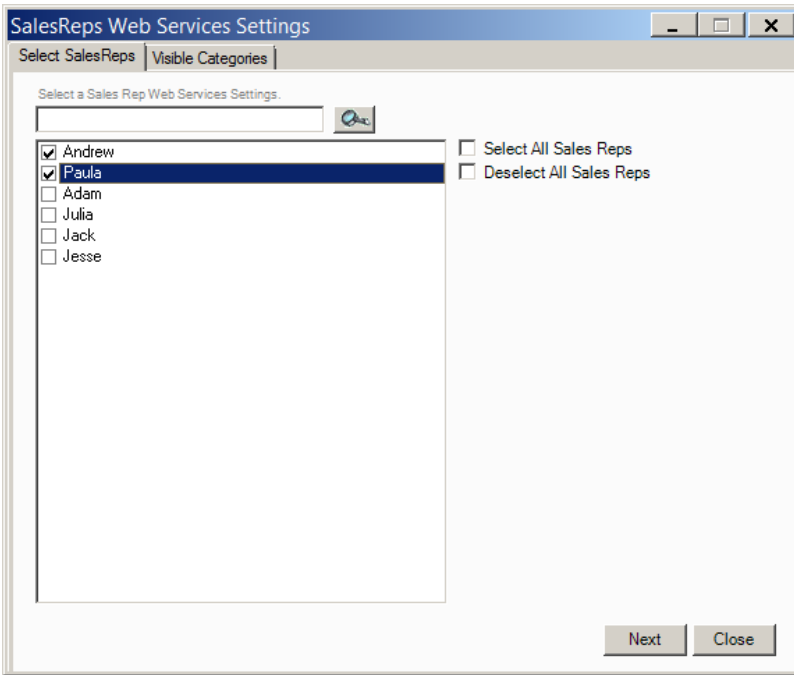 SalesReps Web Services Settings
Select SalesReps Visible Categories
Select a Sales Rep Web Services Settings.
Andrew
Paula
Adam
Julia
Jack
Jesse
Select All Sales Reps
Deselect All Sales Reps
Next Close